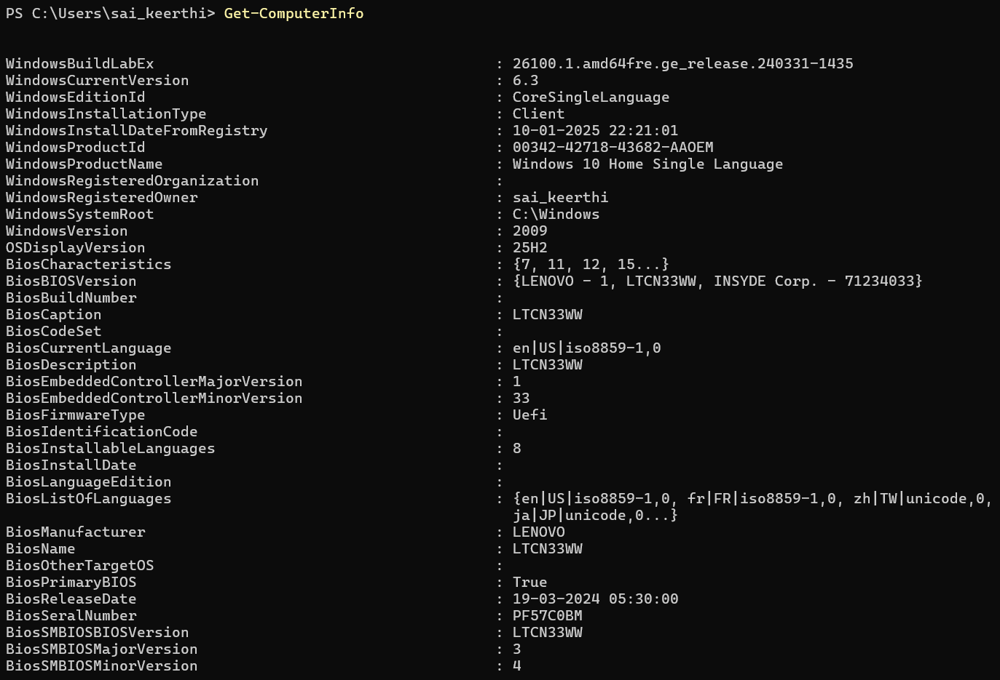 PS C:\Users\sai_keerthi> Get-ComputerInfo
WindowsBuildLabEx : 26100.1.amd64fre.ge_release.240331-1435
WindowsCurrentVersion : 6.3
WindowsEditionId : CoreSingleLanguage
WindowsInstallationType : Client
WindowsInstallDateFromRegistry : 10-01-2025 22:21:01
WindowsProductId : 00342-42718-43682-AAOEM
WindowsProductName : Windows 10 Home Single Language
WindowsRegisteredOrganization :
WindowsRegisteredOwner : sai_keerthi
WindowsSystemRoot : C:\Windows
WindowsVersion : 2009
OSDisplayVersion : 25H2
BiosCharacteristics : {7, 11, 12, 15...}
BiosBIOSVersion : {LENOVO - 1, LTCN33WW, INSYDE Corp. - 71234033}
BiosBuildNumber :
BiosCaption : LTCN33WW
BiosCodeSet :
BiosCurrentLanguage : en|US|iso8859-1,0
BiosDescription : LTCN33WW
BiosEmbeddedControllerMajorVersion : 1
BiosEmbeddedControllerMinorVersion : 33
BiosFirmwareType : Uefi
BiosIdentificationCode :
BiosInstallableLanguages : 8
BiosInstallDate :
BiosLanguageEdition :
BiosListOfLanguages : {en|US|iso8859-1,0, fr|FR|iso8859-1,0, zh|TW|unicode,0,
ja|JP|unicode,0...}
BiosManufacturer : LENOVO
BiosName : LTCN33WW
BiosOtherTargetOS :
BiosPrimaryBIOS : True
BiosReleaseDate : 19-03-2024 05:30:00
BiosSeralNumber : PF57C0BM
BiosSMBIOSBIOSVersion : LTCN33WW
BiosSMBIOSMajorVersion : 3
BiosSMBIOSMinorVersion : 4